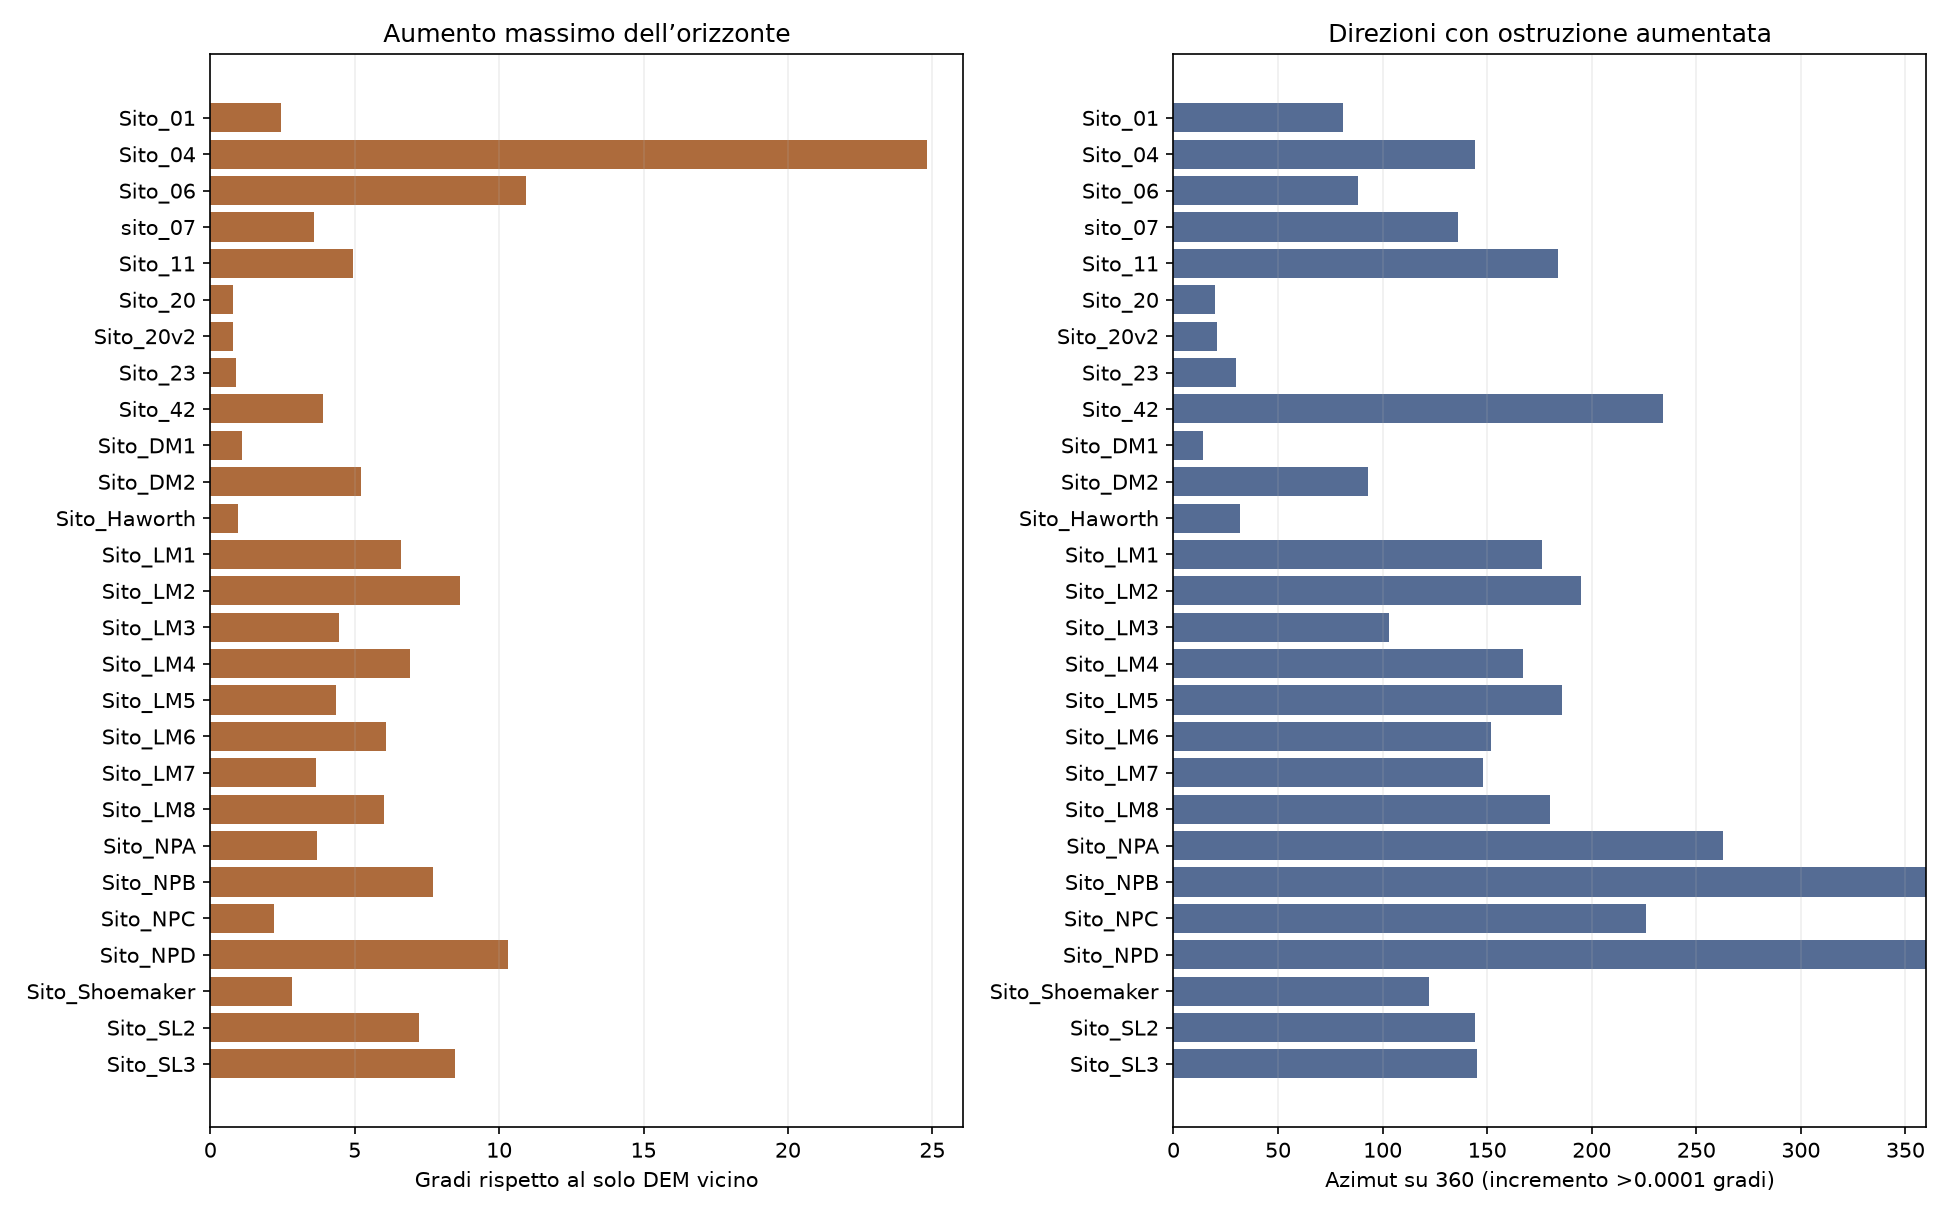 Aumento massimo dell’orizzonte
Sito_01
Sito_04
Sito_06
sito_07
Sito_11
Sito_20
Sito_20v2
Sito_23
Sito_42
Sito_DM1
Sito_DM2
Sito_Haworth
Sito_LM1
Sito_LM2
Sito_LM3
Sito_LM4
Sito_LM5
Sito_LM6
Sito_LM7
Sito_LM8
Sito_NPA
Sito_NPB
Sito_NPC
Sito_NPD
Sito_Shoemaker
Sito_SL2
Sito_SL3
0 5 10 15 20 25
Gradi rispetto al solo DEM vicino
Direzioni con ostruzione aumentata
Sito_01
Sito_04
Sito_06
sito_07
Sito_11
Sito_20
Sito_20v2
Sito_23
Sito_42
Sito_DM1
Sito_DM2
Sito_Haworth
Sito_LM1
Sito_LM2
Sito_LM3
Sito_LM4
Sito_LM5
Sito_LM6
Sito_LM7
Sito_LM8
Sito_NPA
Sito_NPB
Sito_NPC
Sito_NPD
Sito_Shoemaker
Sito_SL2
Sito_SL3
0 50 100 150 200 250 300 350
Azimut su 360 (incremento >0.0001 gradi)